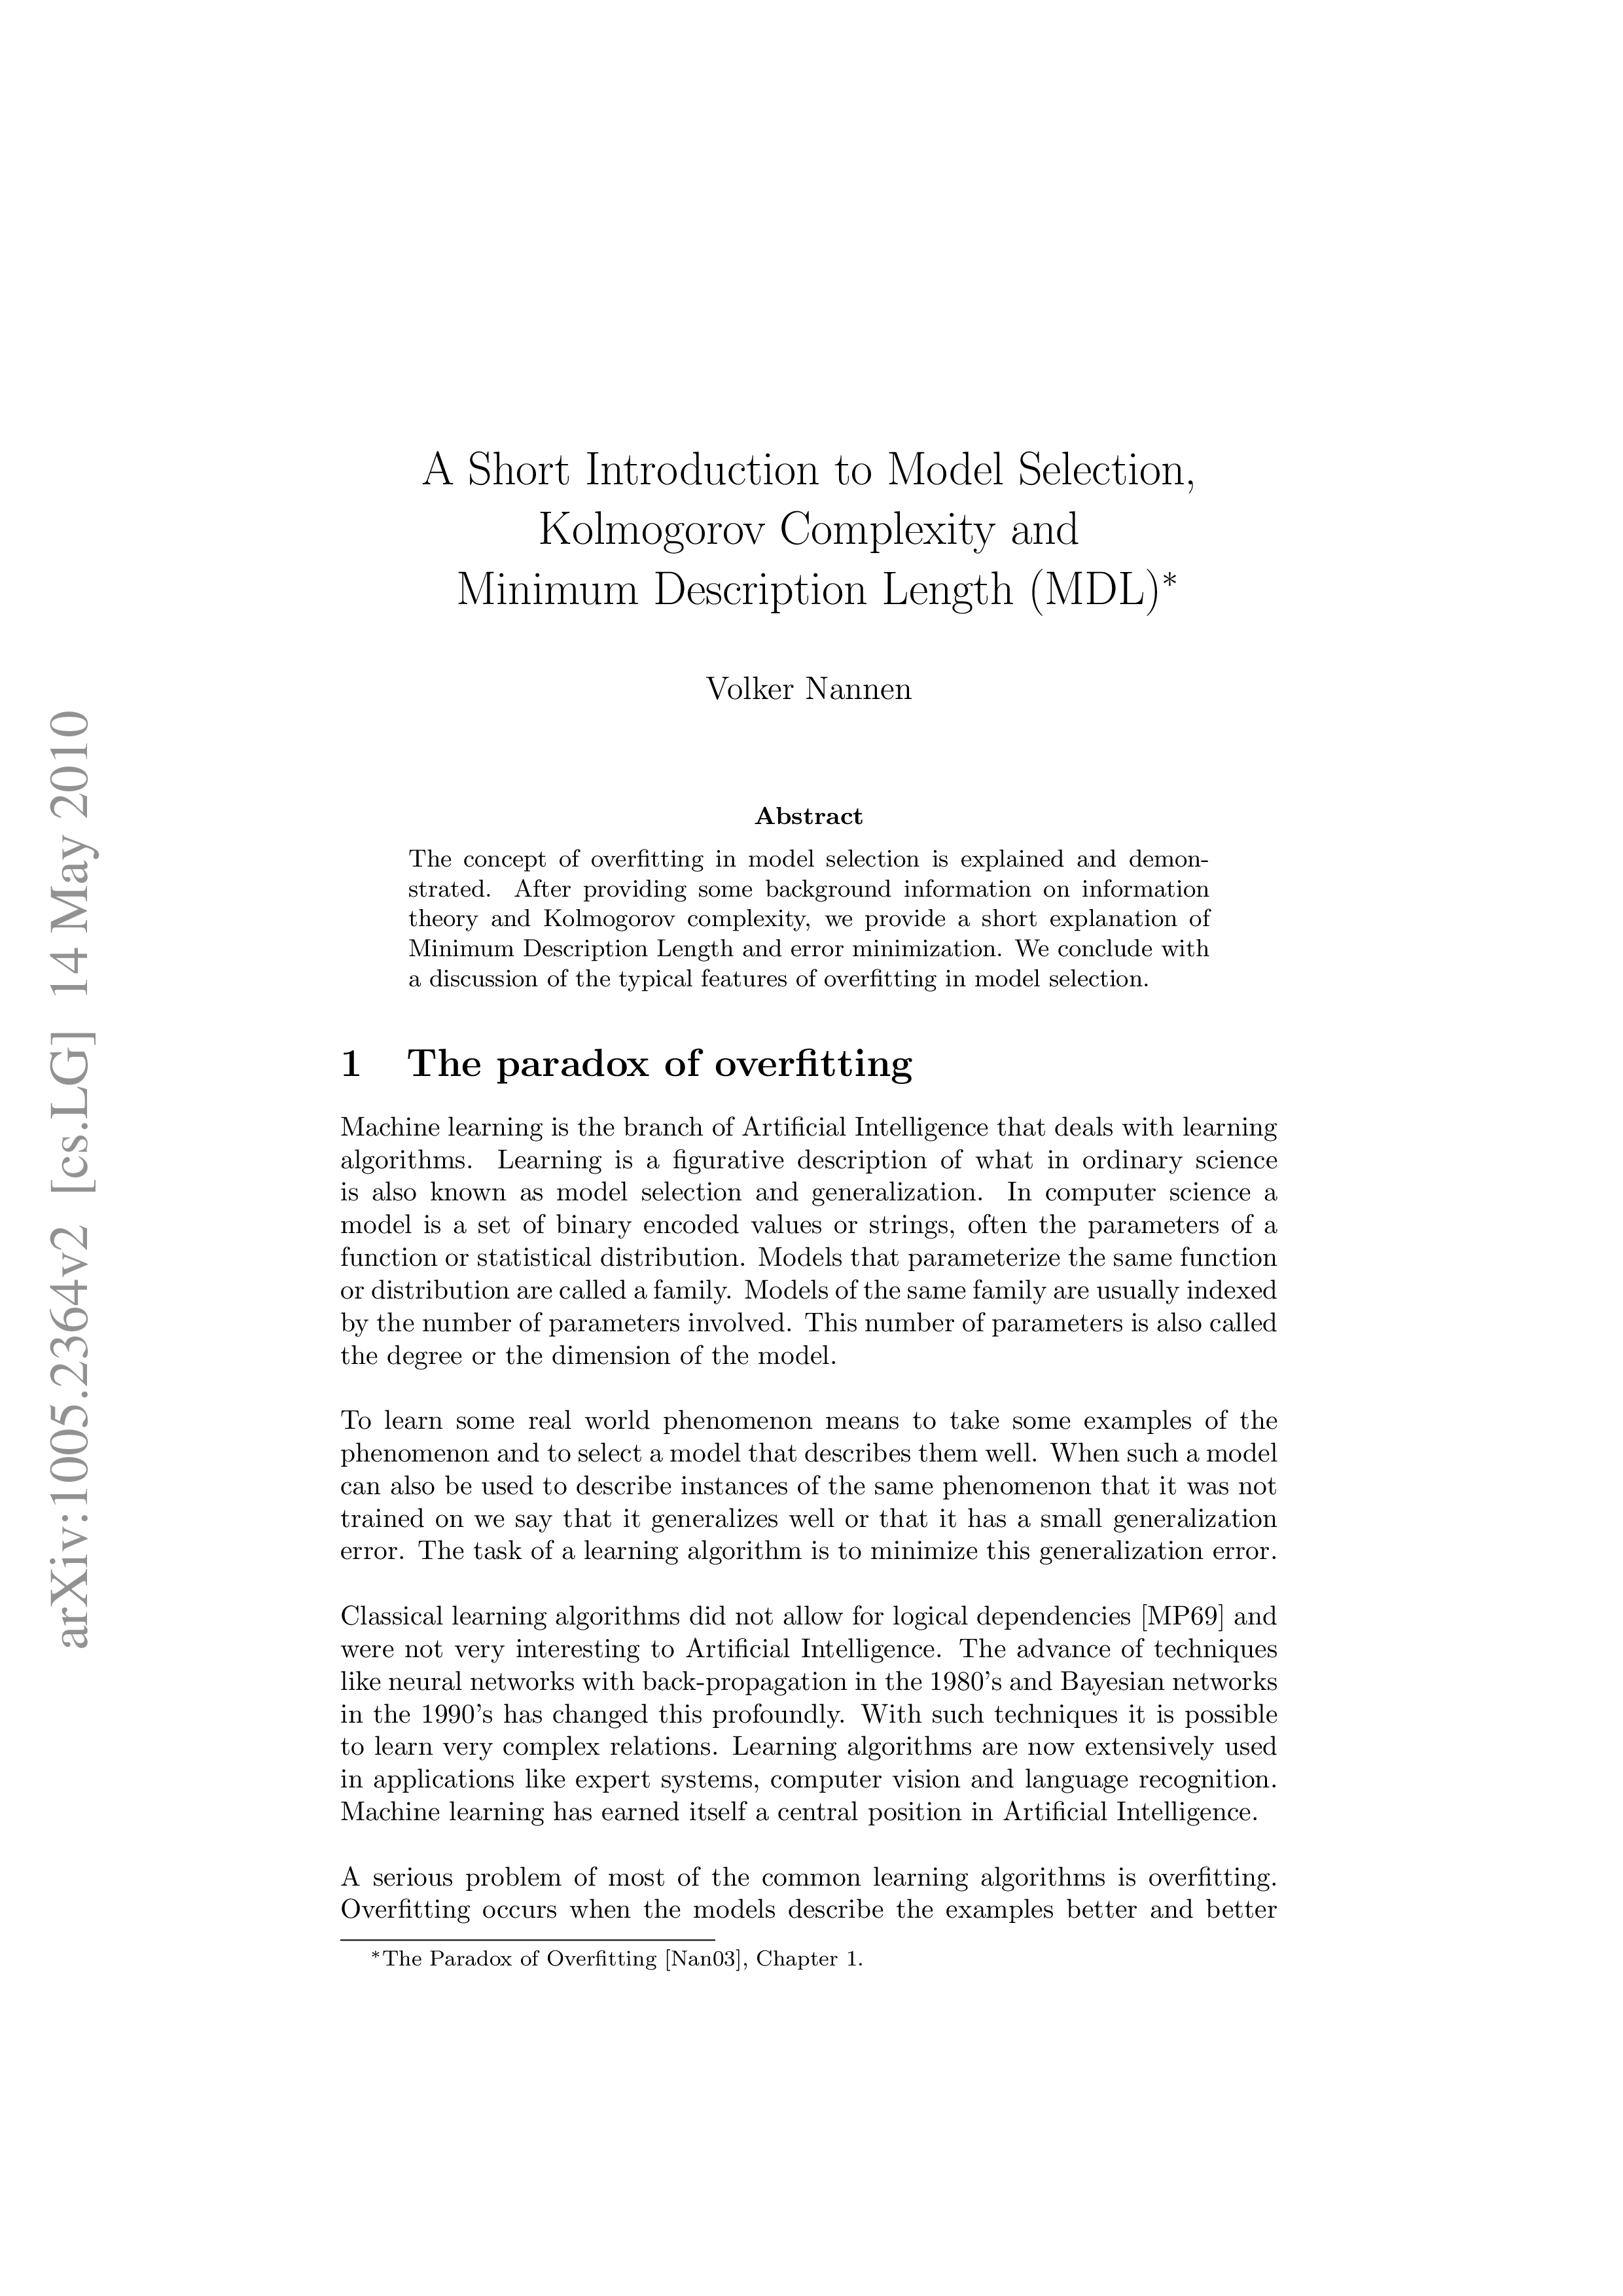 A Short Introduction to Model Selection,
Kolmogorov Complexity and
Minimum Description Length (MDL)*
Volker Nannen
Abstract
The concept of overfitting in model selection is explained and demon-
strated. After providing some background information on information
theory and Kolmogorov complexity, we provide a short explanation of
Minimum Description Length and error minimization. We conclude with
a discussion of the typical features of overfitting in model selection.
1 The paradox of overfitting
Machine learning is the branch of Artificial Intelligence that deals with learning
algorithms. Learning is a figurative description of what in ordinary science
is also known as model selection and generalization. In computer science a
model is a set of binary encoded values or strings, often the parameters of a
function or statistical distribution. Models that parameterize the same function
or distribution are called a family. Models of the same family are usually indexed
by the number of parameters involved. This number of parameters is also called
the degree or the dimension of the model.
To learn some real world phenomenon means to take some examples of the
phenomenon and to select a model that describes them well. When such a model
can also be used to describe instances of the same phenomenon that it was not
trained on we say that it generalizes well or that it has a small generalization
error. The task of a learning algorithm is to minimize this generalization error.
Classical learning algorithms did not allow for logical dependencies [MP69] and
were not very interesting to Artificial Intelligence. The advance of techniques
like neural networks with back-propagation in the 1980's and Bayesian networks
in the 1990's has changed this profoundly. With such techniques it is possible
to learn very complex relations. Learning algorithms are now extensively used
in applications like expert systems, computer vision and language recognition.
Machine learning has earned itself a central position in Artificial Intelligence.
A serious problem of most of the common learning algorithms is overfitting.
Overfitting occurs when the models describe the examples better and better
*The Paradox of Overfitting [Nan03], Chapter 1.
arXiv:1005.2364v2 [cs.LG] 14 May 2010